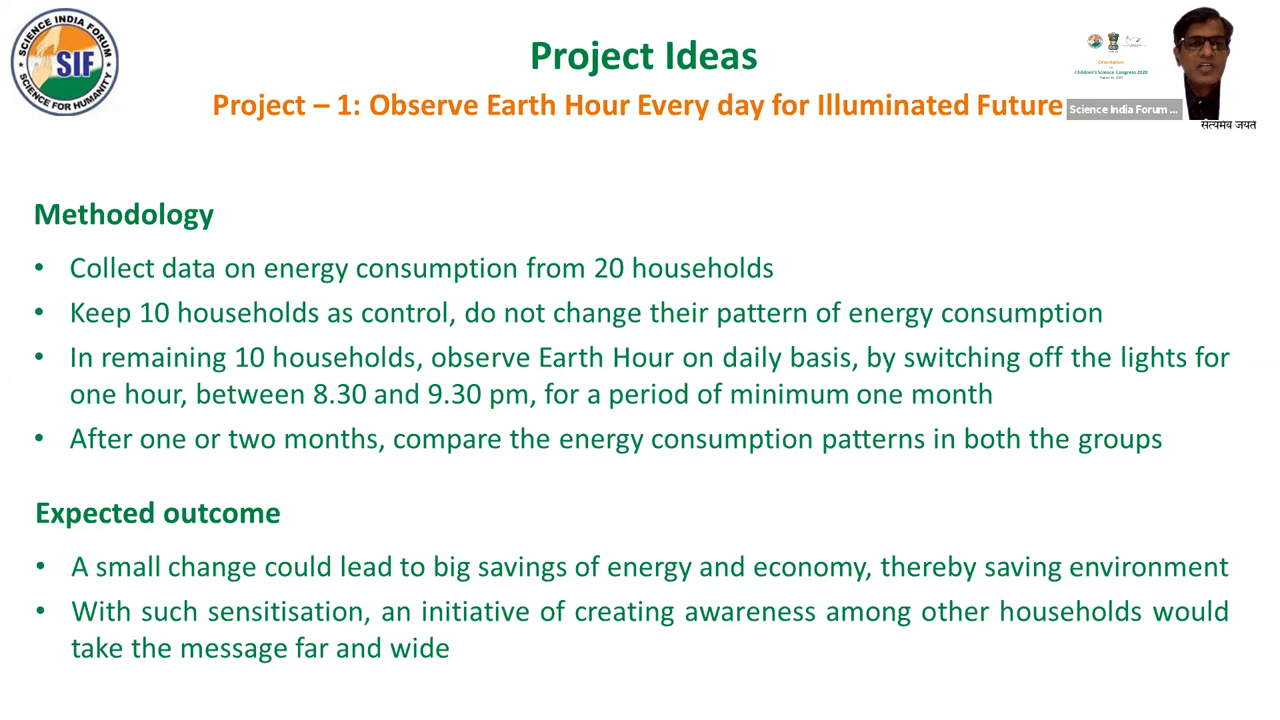 SCIENCE INDIA FORUM
SIF
SCIENCE FOR HUMANITY
Project Ideas
Project – 1: Observe Earth Hour Every day for Illuminated Future
Orientation
Children's Science Congress 2020
Science India Forum ...
सत्यमेव जयते
Methodology
• Collect data on energy consumption from 20 households
• Keep 10 households as control, do not change their pattern of energy consumption
• In remaining 10 households, observe Earth Hour on daily basis, by switching off the lights for
one hour, between 8.30 and 9.30 pm, for a period of minimum one month
• After one or two months, compare the energy consumption patterns in both the groups
Expected outcome
• A small change could lead to big savings of energy and economy, thereby saving environment
• With such sensitisation, an initiative of creating awareness among other households would
take the message far and wide